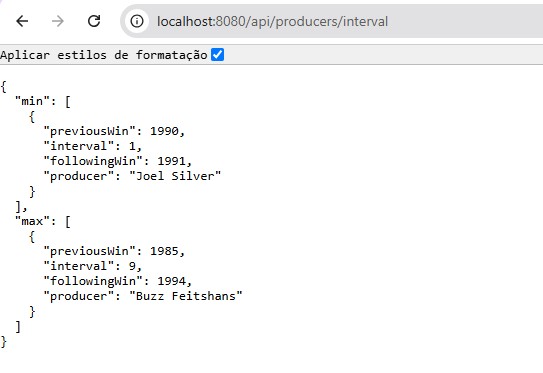 localhost:8080/api/producers/interval
Aplicar estilos de formatação
{
  "min": [
    {
      "previousWin": 1990,
      "interval": 1,
      "followingWin": 1991,
      "producer": "Joel Silver"
    }
  ],
  "max": [
    {
      "previousWin": 1985,
      "interval": 9,
      "followingWin": 1994,
      "producer": "Buzz Feitshans"
    }
  ]
}